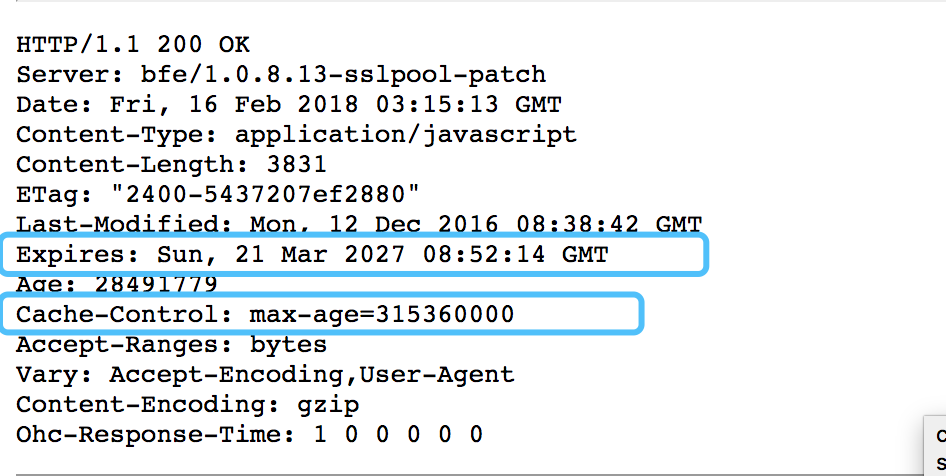 HTTP/1.1 200 OK
Server: bfe/1.0.8.13-sslpool-patch
Date: Fri, 16 Feb 2018 03:15:13 GMT
Content-Type: application/javascript
Content-Length: 3831
ETag: "2400-5437207ef2880"
Last-Modified: Mon, 12 Dec 2016 08:38:42 GMT
Expires: Sun, 21 Mar 2027 08:52:14 GMT
Age: 28491779
Cache-Control: max-age=315360000
Accept-Ranges: bytes
Vary: Accept-Encoding,User-Agent
Content-Encoding: gzip
Ohc-Response-Time: 1 0 0 0 0 0